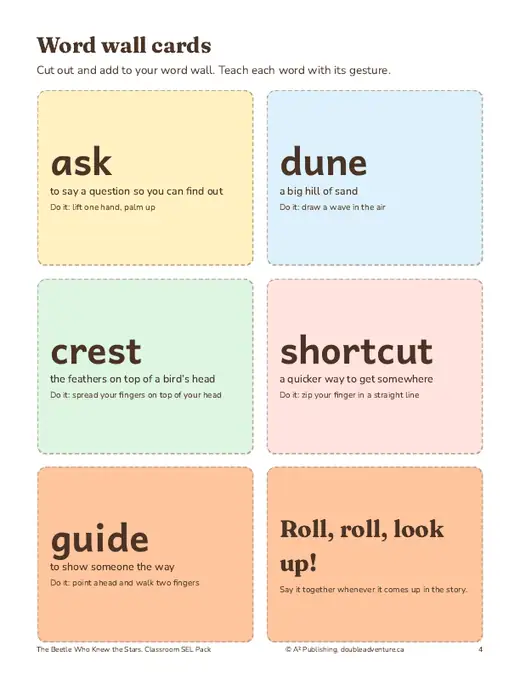 Word wall cards
Cut out and add to your word wall. Teach each word with its gesture.
ask
to say a question so you can find out
Do it: lift one hand, palm up
dune
a big hill of sand
Do it: draw a wave in the air
crest
the feathers on top of a bird's head
Do it: spread your fingers on top of your head
shortcut
a quicker way to get somewhere
Do it: zip your finger in a straight line
guide
to show someone the way
Do it: point ahead and walk two fingers
Roll, roll, look
up!
Say it together whenever it comes up in the story.
The Beetle Who Knew the Stars. Classroom SEL Pack
© A² Publishing, doubleadventure.ca
4